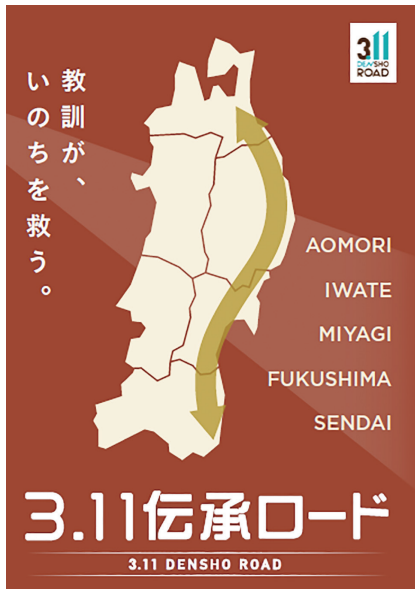 教訓が、
いのちを救う。
3.11
DENSHO
ROAD
AOMORI
IWATE
MIYAGI
FUKUSHIMA
SENDAI
3.11伝承ロード
3.11 DENSHO ROAD